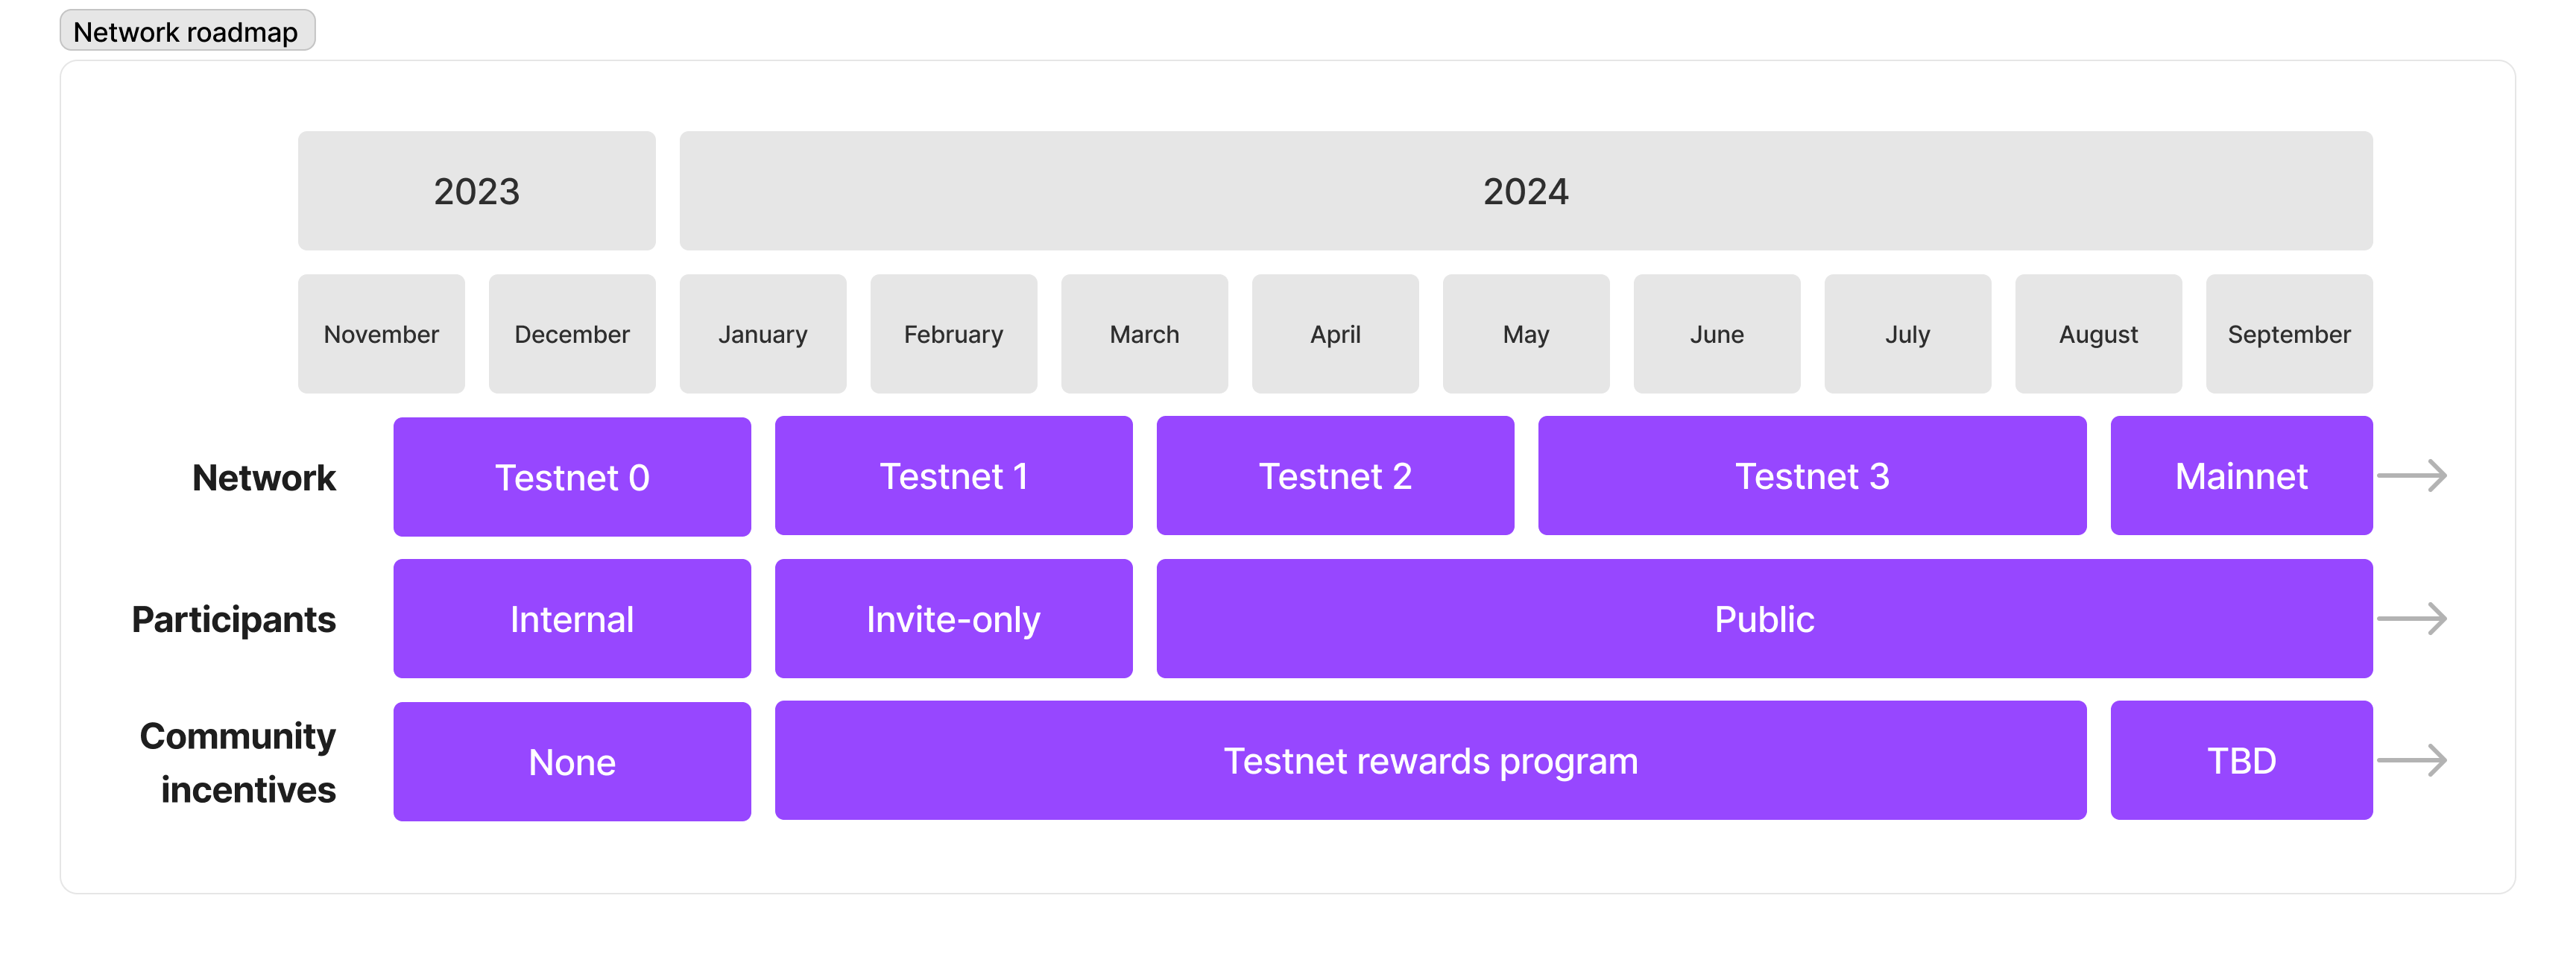 Network roadmap
2023 2024
November December January February March April May June July August September
Network Testnet 0 Testnet 1 Testnet 2 Testnet 3 Mainnet
Participants Internal Invite-only Public
Community
incentives None Testnet rewards program TBD